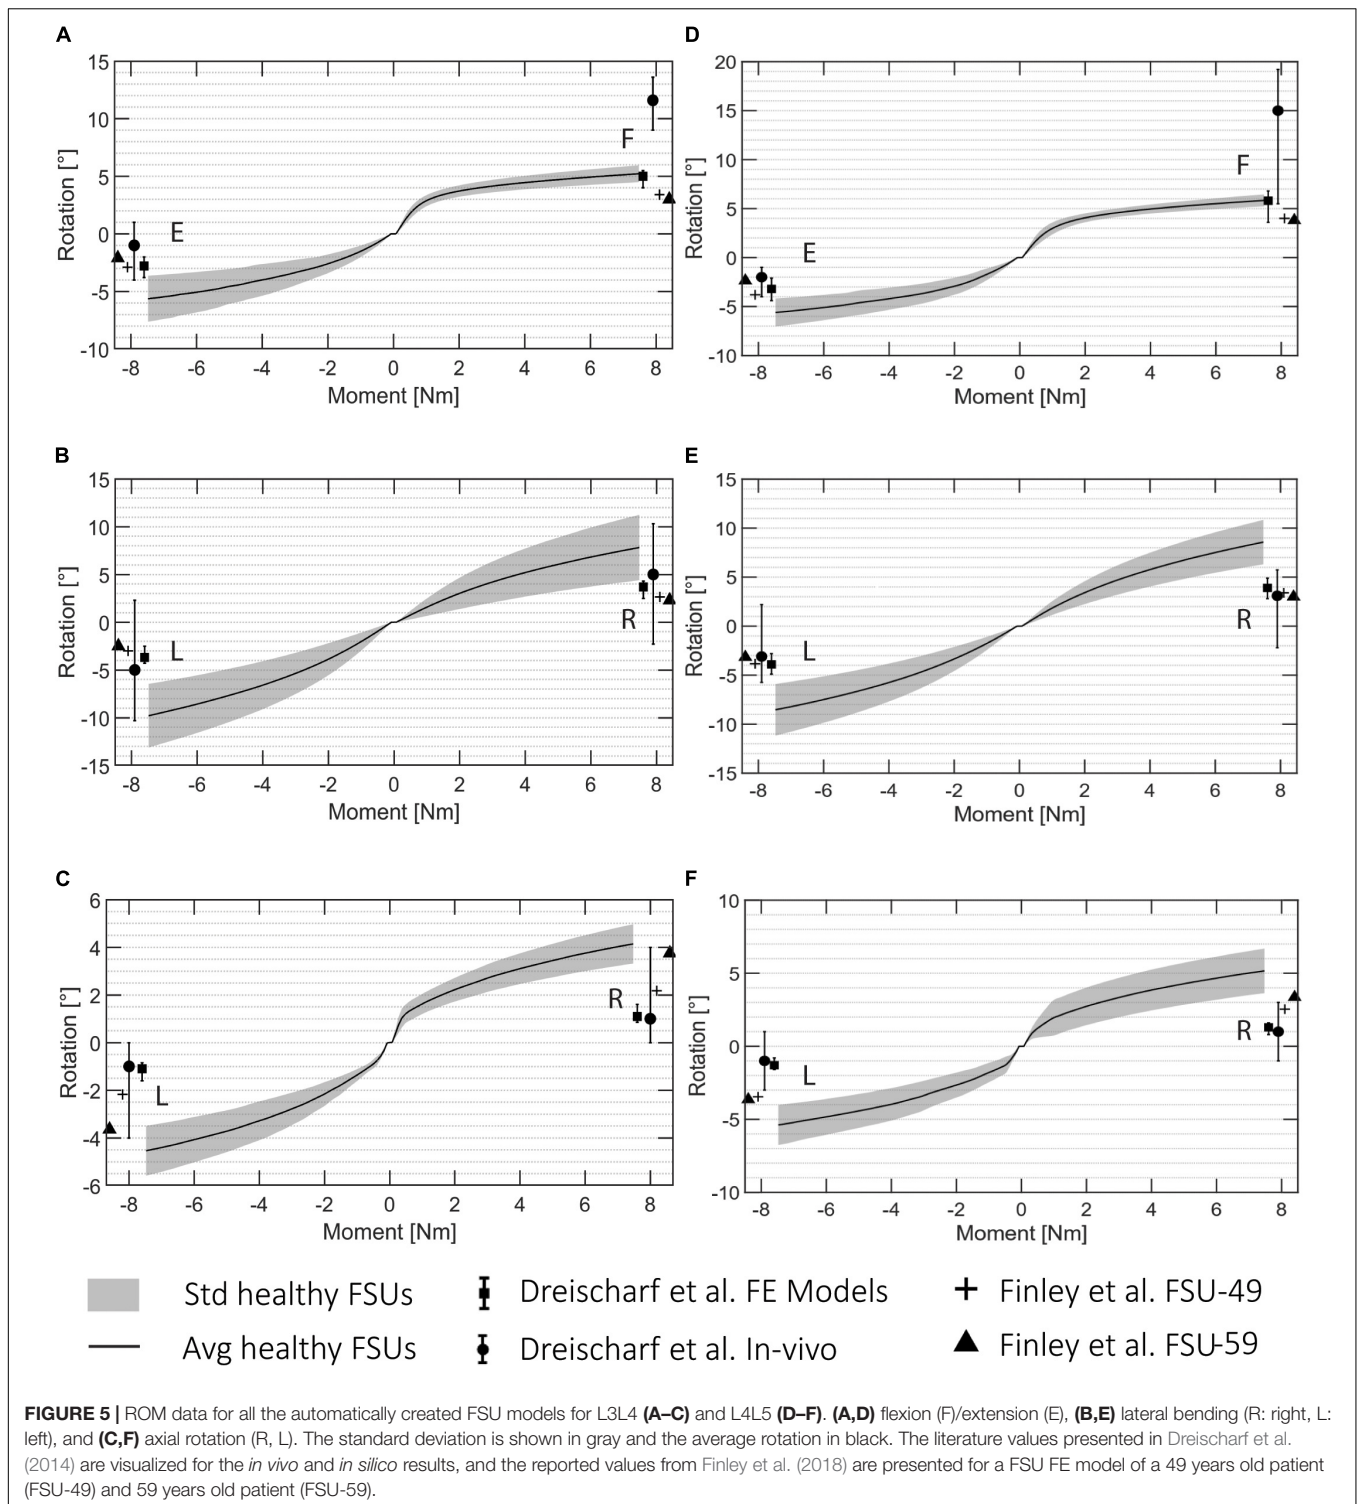 A
Rotation [°]
15
10
5
0
-5
-10
F
E
-8 -6 -4 -2 0 2 4 6 8
Moment [Nm]
D
Rotation [°]
20
15
10
5
0
-5
-10
F
E
-8 -6 -4 -2 0 2 4 6 8
Moment [Nm]
B
Rotation [°]
15
10
5
0
-5
-10
-15
R
L
-8 -6 -4 -2 0 2 4 6 8
Moment [Nm]
E
Rotation [°]
15
10
5
0
-5
-10
-15
R
L
-8 -6 -4 -2 0 2 4 6 8
Moment [Nm]
C
Rotation [°]
6
4
2
0
-2
-4
-6
R
L
-8 -6 -4 -2 0 2 4 6 8
Moment [Nm]
F
Rotation [°]
10
5
0
-5
-10
R
L
-8 -6 -4 -2 0 2 4 6 8
Moment [Nm]
Std healthy FSUs
Dreischarf et al. FE Models
Finley et al. FSU-49
Avg healthy FSUs
Dreischarf et al. In-vivo
Finley et al. FSU-59
FIGURE 5 | ROM data for all the automatically created FSU models for L3L4 (A–C) and L4L5 (D–F). (A,D) flexion (F)/extension (E), (B,E) lateral bending (R: right, L:
left), and (C,F) axial rotation (R, L). The standard deviation is shown in gray and the average rotation in black. The literature values presented in Dreischarf et al.
(2014) are visualized for the in vivo and in silico results, and the reported values from Finley et al. (2018) are presented for a FSU FE model of a 49 years old patient
(FSU-49) and 59 years old patient (FSU-59).